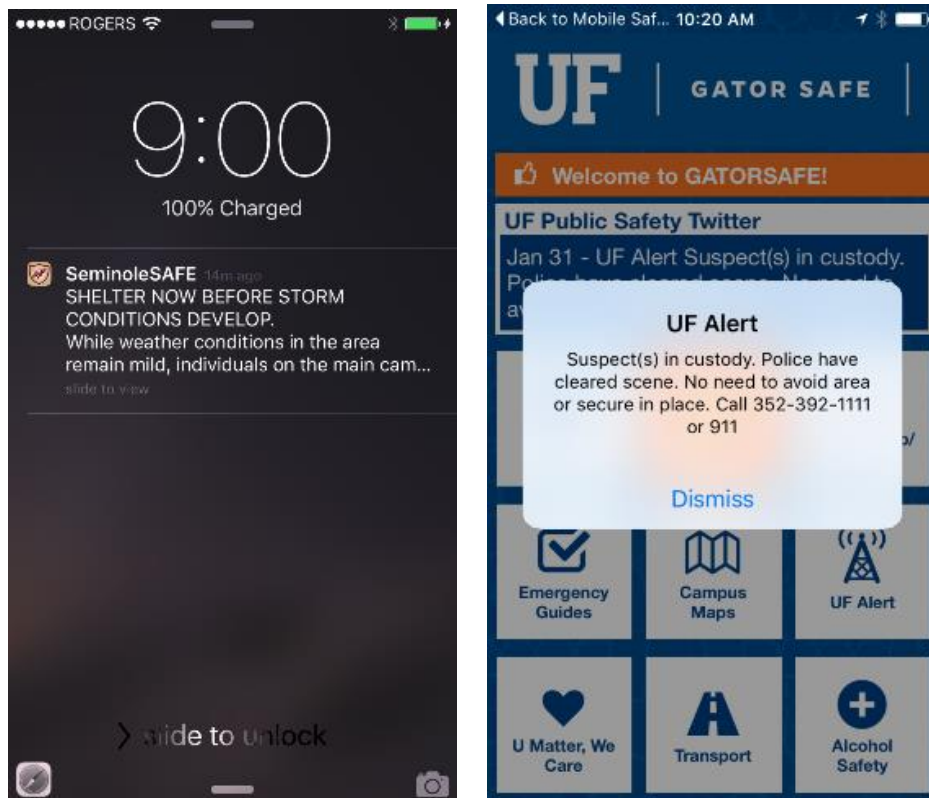 ROGERS
9:00
100% Charged
SeminoleSAFE 14m ago
SHELTER NOW BEFORE STORM
CONDITIONS DEVELOP.
While weather conditions in the area
remain mild, individuals on the main cam...
slide to view
slide to unlock
Back to Mobile Saf... 10:20 AM
UF | GATOR SAFE |
Welcome to GATORSAFE!
UF Public Safety Twitter
Jan 31 - UF Alert Suspect(s) in custody.
UF Alert
Suspect(s) in custody. Police have
cleared scene. No need to avoid area
or secure in place. Call 352-392-1111
or 911
Dismiss
Emergency
Guides
Campus
Maps
UF Alert
U Matter, We
Care
Transport
Alcohol
Safety